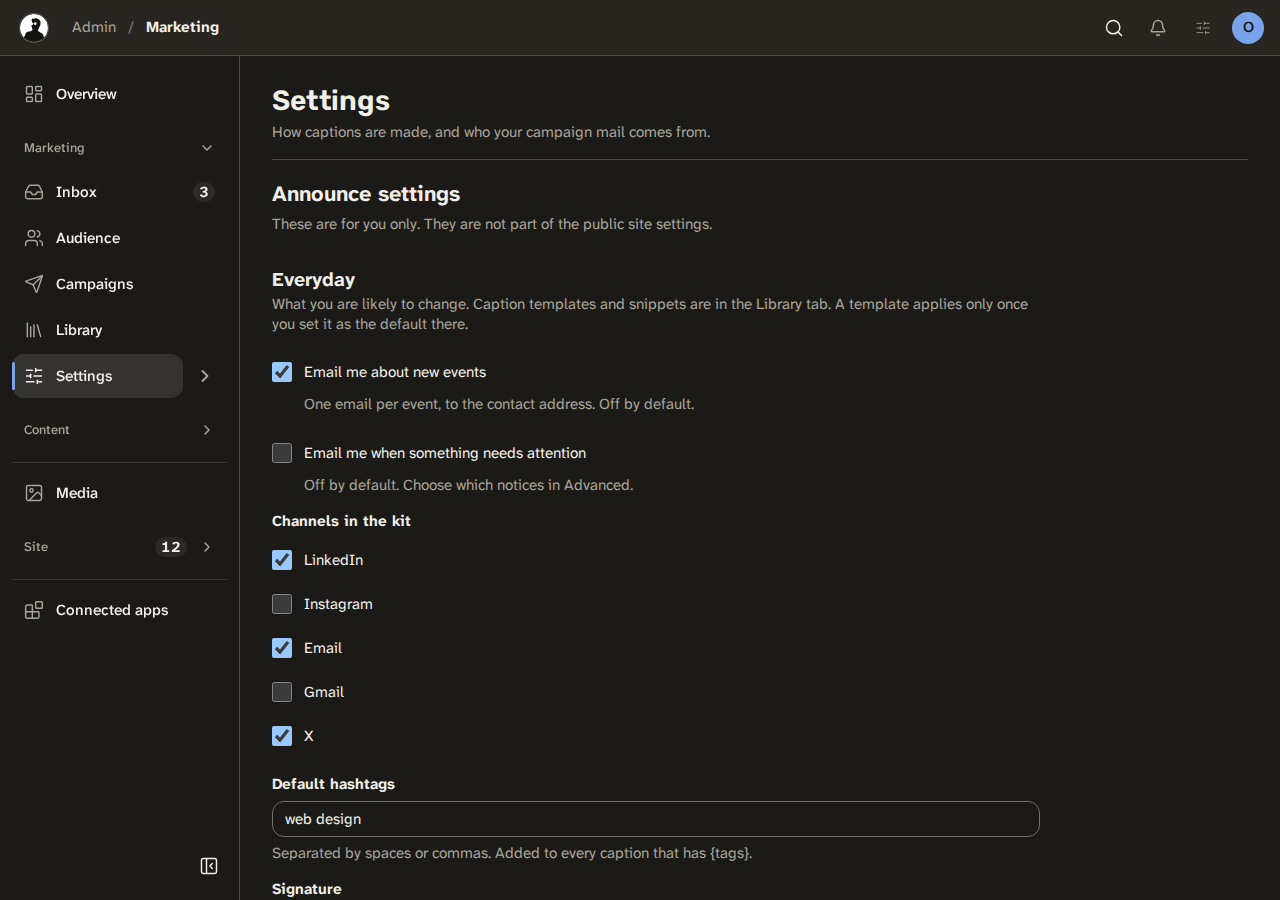 Admin / Marketing
O
Overview
Marketing
Inbox 3
Audience
Campaigns
Library
Settings
Content
Media
Site 12
Connected apps
Settings
How captions are made, and who your campaign mail comes from.
Announce settings
These are for you only. They are not part of the public site settings.
Everyday
What you are likely to change. Caption templates and snippets are in the Library tab. A template applies only once
you set it as the default there.
Email me about new events
One email per event, to the contact address. Off by default.
Email me when something needs attention
Off by default. Choose which notices in Advanced.
Channels in the kit
LinkedIn
Instagram
Email
Gmail
X
Default hashtags
web design
Separated by spaces or commas. Added to every caption that has {tags}.
Signature